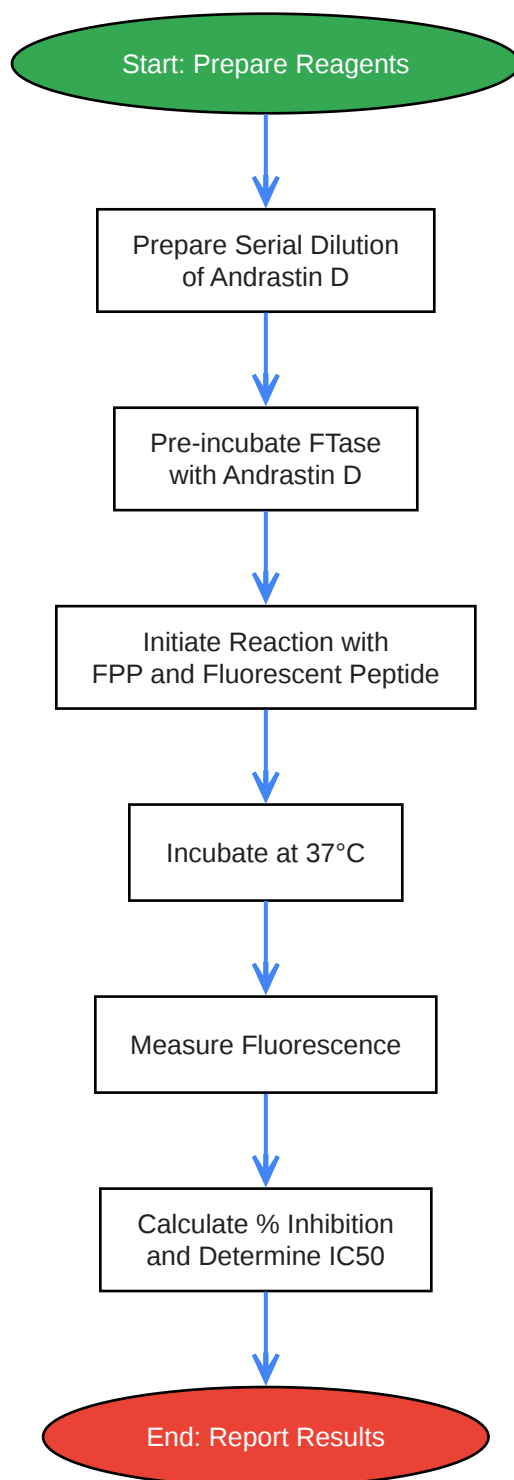 Start: Prepare Reagents
Prepare Serial Dilution
of Andrastin D
Pre-incubate FTase
with Andrastin D
Initiate Reaction with
FPP and Fluorescent Peptide
Incubate at 37°C
Measure Fluorescence
Calculate % Inhibition
and Determine IC50
End: Report Results